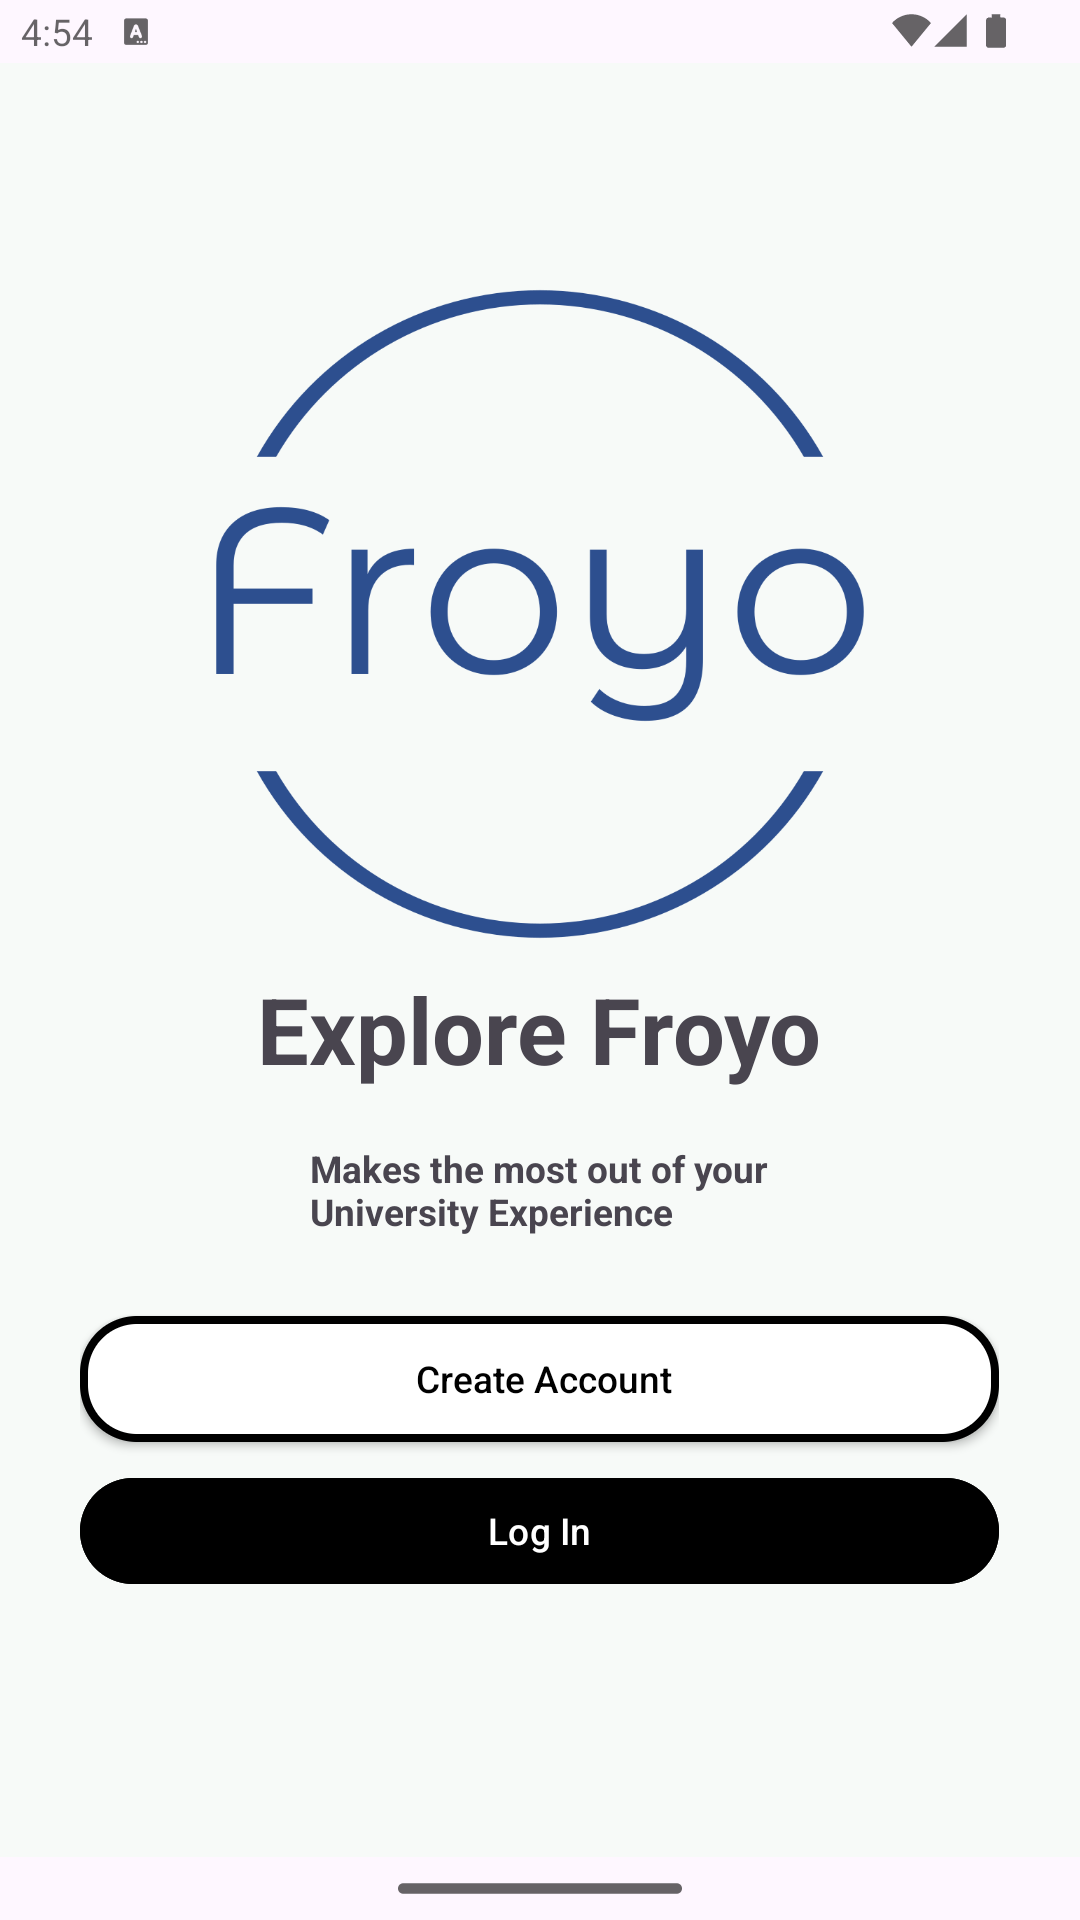 4:54
Froyo
Explore Froyo
Makes the most out of your
University Experience
Create Account
Log In